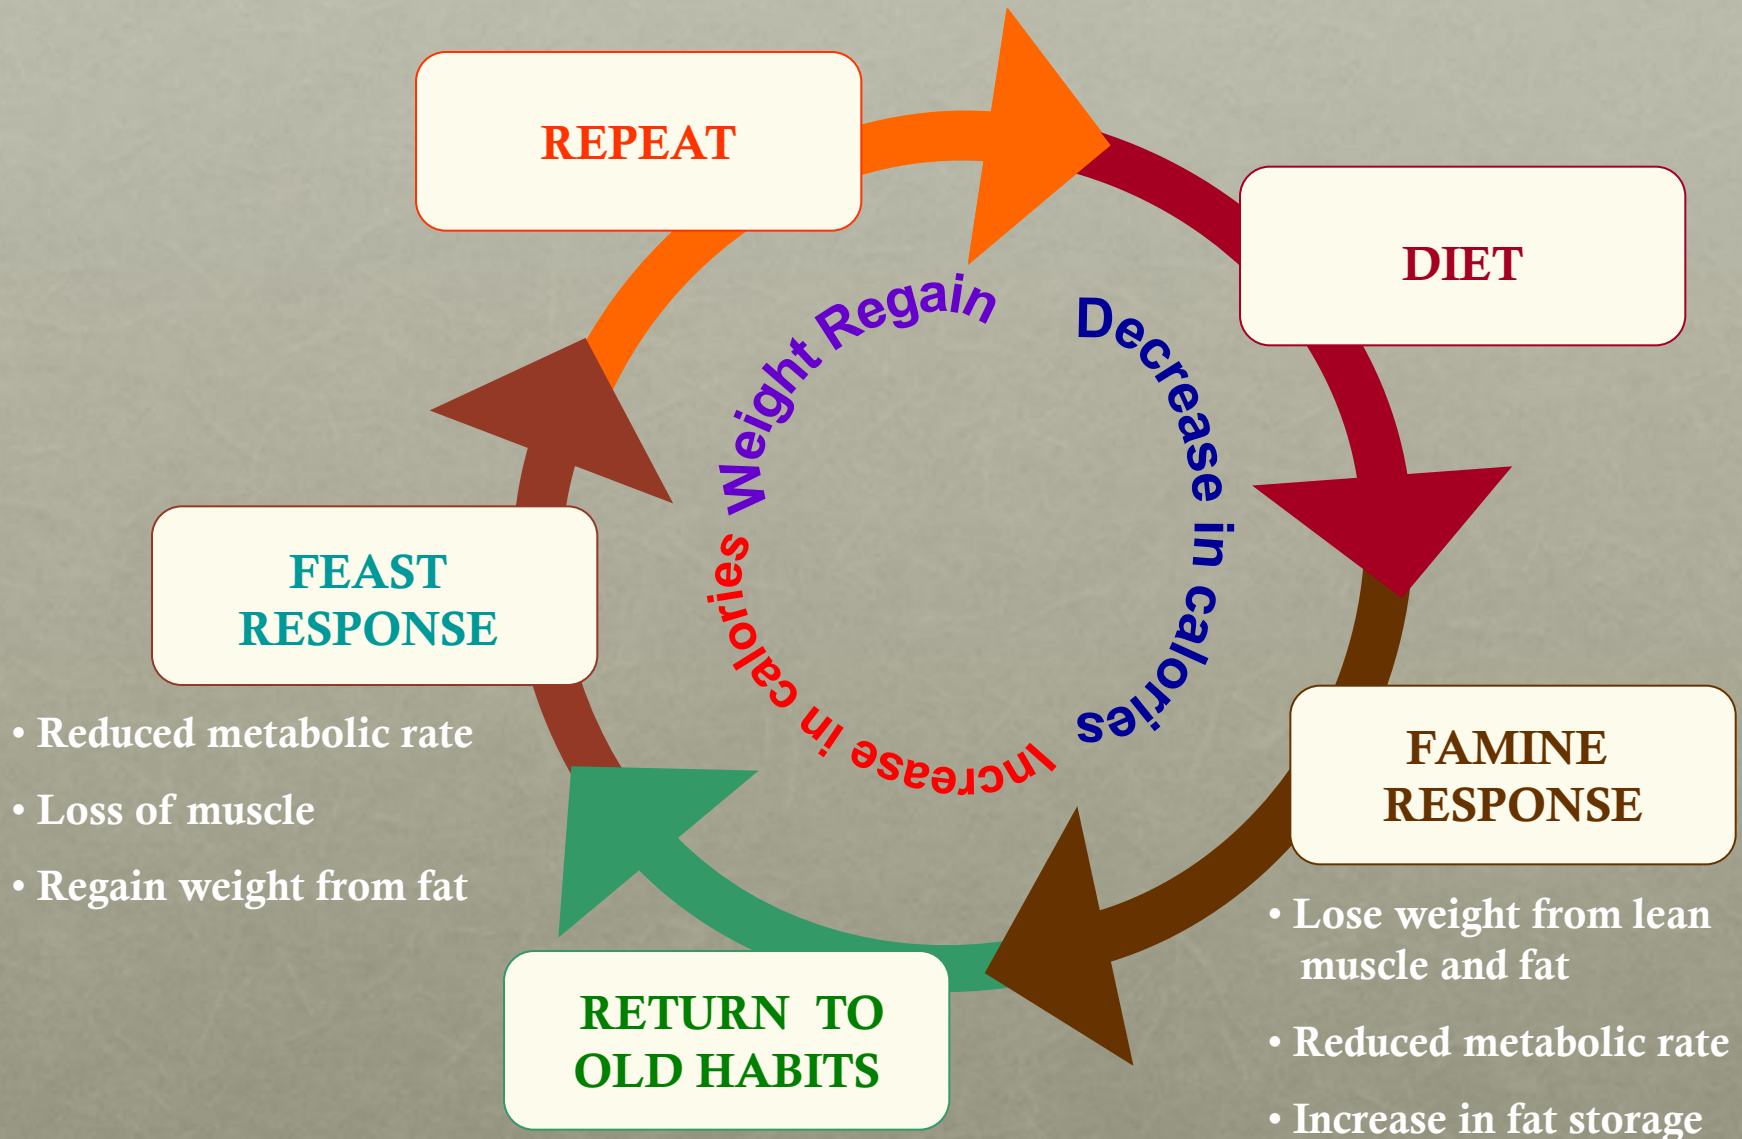 REPEAT
DIET
Weight Regain
Decrease in calories
Increase in calories
FEAST
RESPONSE
• Reduced metabolic rate
• Loss of muscle
• Regain weight from fat
FAMINE
RESPONSE
• Lose weight from lean
muscle and fat
• Reduced metabolic rate
• Increase in fat storage
RETURN TO
OLD HABITS